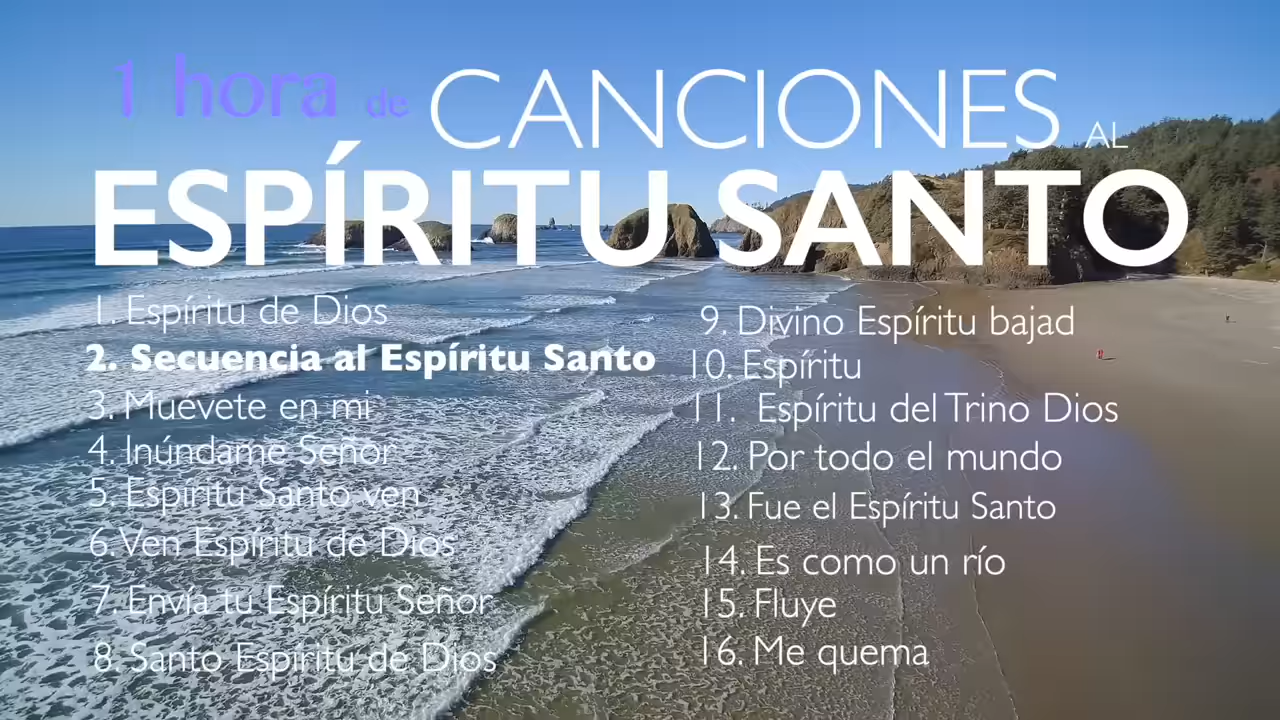 1 hora de CANCIONES AL
ESPÍRITU SANTO
1. Espíritu de Dios
2. Secuencia al Espíritu Santo
3. Muévete en mi
4. Inúndame Señor
5. Espíritu Santo ven
6. Ven Espíritu de Dios
7. Envía tu Espíritu Señor
8. Santo Espíritu de Dios
9. Divino Espíritu bajad
10. Espíritu
11. Espíritu del Trino Dios
12. Por todo el mundo
13. Fue el Espíritu Santo
14. Es como un río
15. Fluye
16. Me quema